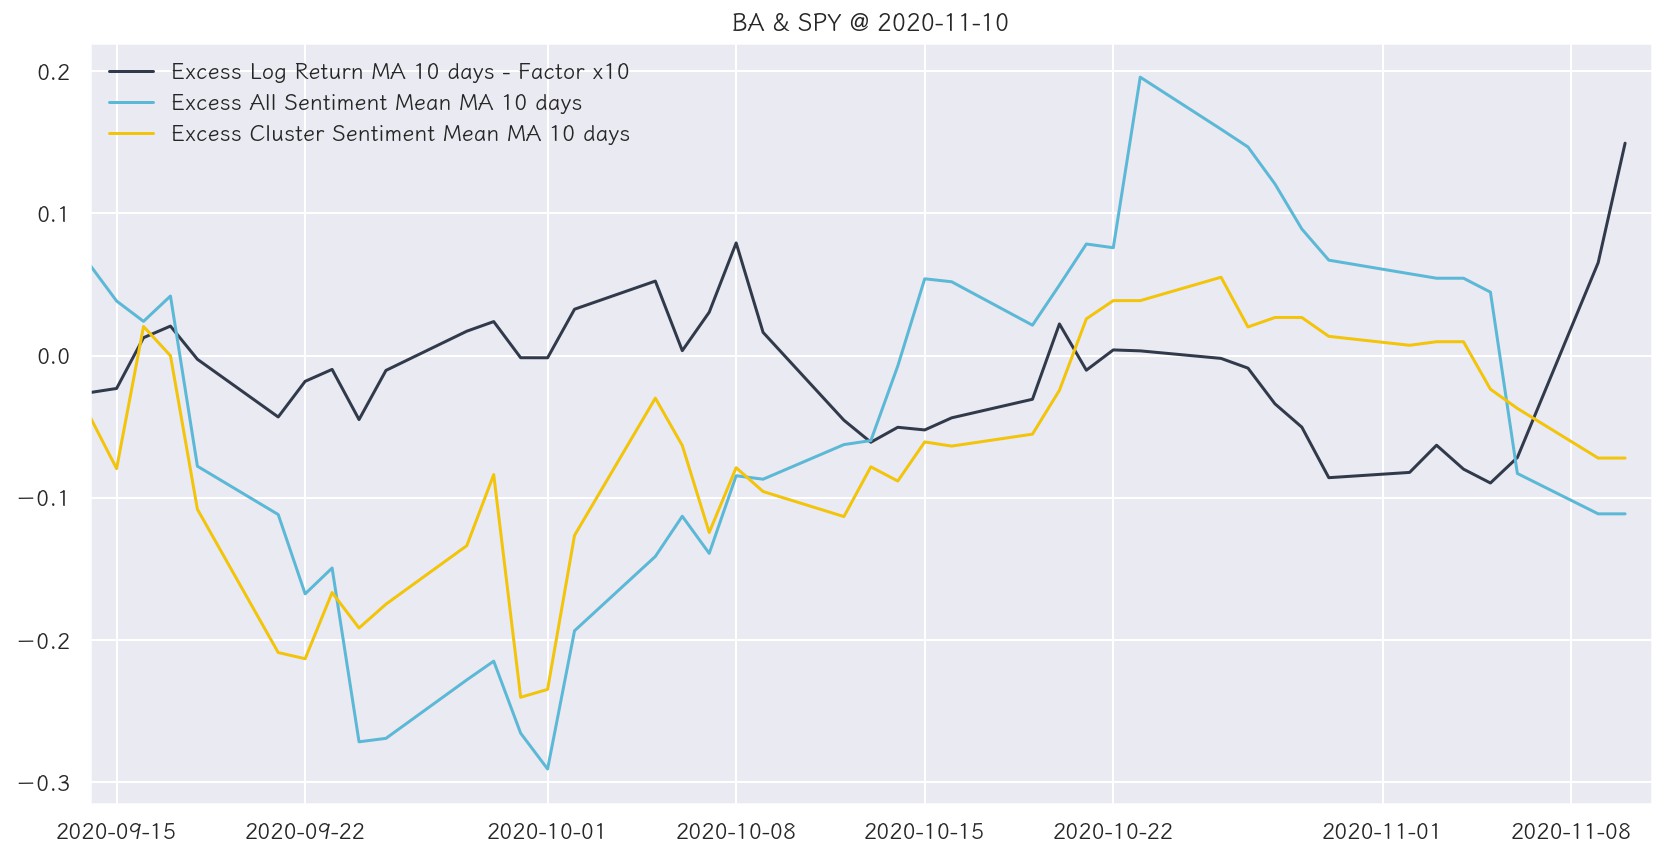 BA & SPY @ 2020-11-10
Excess Log Return MA 10 days - Factor x10
Excess All Sentiment Mean MA 10 days
Excess Cluster Sentiment Mean MA 10 days
0.2
0.1
0.0
−0.1
−0.2
−0.3
2020-09-15 2020-09-22 2020-10-01 2020-10-08 2020-10-15 2020-10-22 2020-11-01 2020-11-08